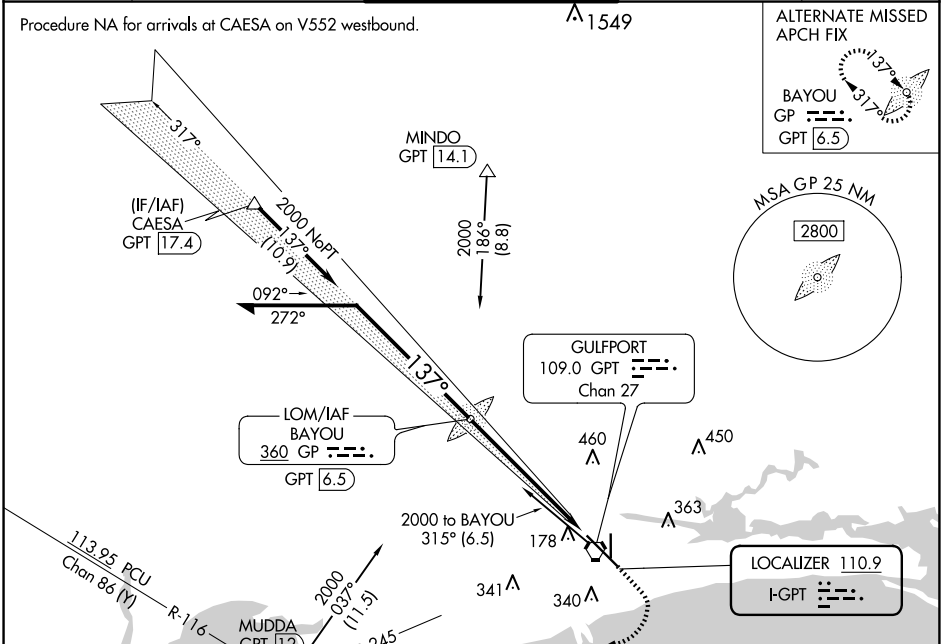 Procedure NA for arrivals at CAESA on V552 westbound.
1549
ALTERNATE MISSED
APCH FIX
137°
317°
BAYOU
GP
GPT 6.5
317°
MINDO
GPT 14.1
2000
186°
(8.8)
MSA GP 25 NM
2800
(IF/IAF)
CAESA
GPT 17.4
2000 NoPT
137°
(10.9)
092°
272°
137°
GULFPORT
109.0 GPT
Chan 27
LOM/IAF
BAYOU
360 GP
GPT 6.5
460
450
363
2000 to BAYOU
315° (6.5)
178
LOCALIZER 110.9
I-GPT
341
340
113.95 PCU
Chan 86 (Y)
R-116
2000
037°
(11.5)
MUDDA
GPT 12
245